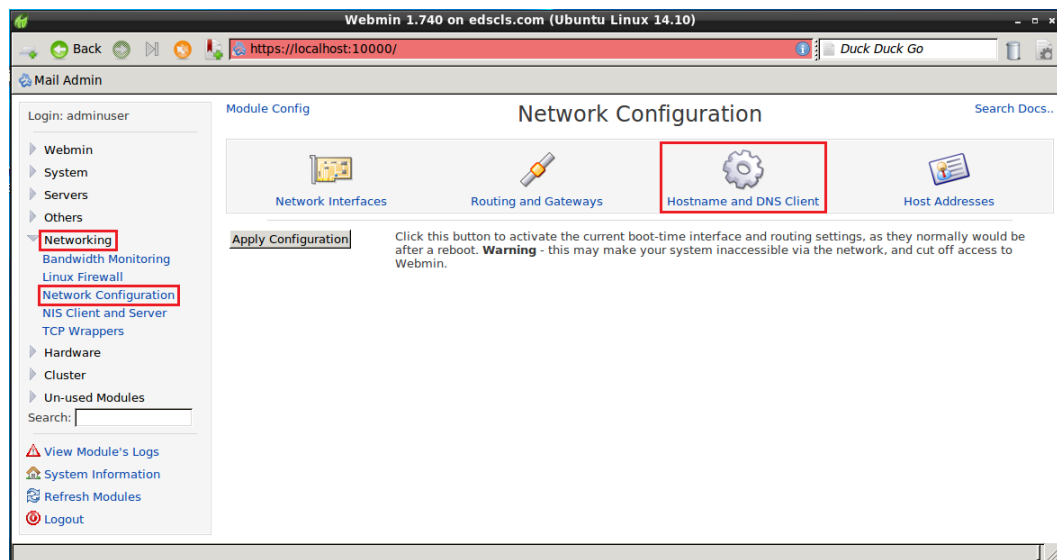 Webmin 1.740 on edscls.com (Ubuntu Linux 14.10)
Back
https://localhost:10000/
Duck Duck Go
Mail Admin
Login: adminuser
Webmin
System
Servers
Others
Networking
Bandwidth Monitoring
Linux Firewall
Network Configuration
NIS Client and Server
TCP Wrappers
Hardware
Cluster
Un-used Modules
Search:
View Module's Logs
System Information
Refresh Modules
Logout
Module Config
Network Configuration
Search Docs..
Network Interfaces
Routing and Gateways
Hostname and DNS Client
Host Addresses
Apply Configuration
Click this button to activate the current boot-time interface and routing settings, as they normally would be
after a reboot. Warning - this may make your system inaccessible via the network, and cut off access to
Webmin.